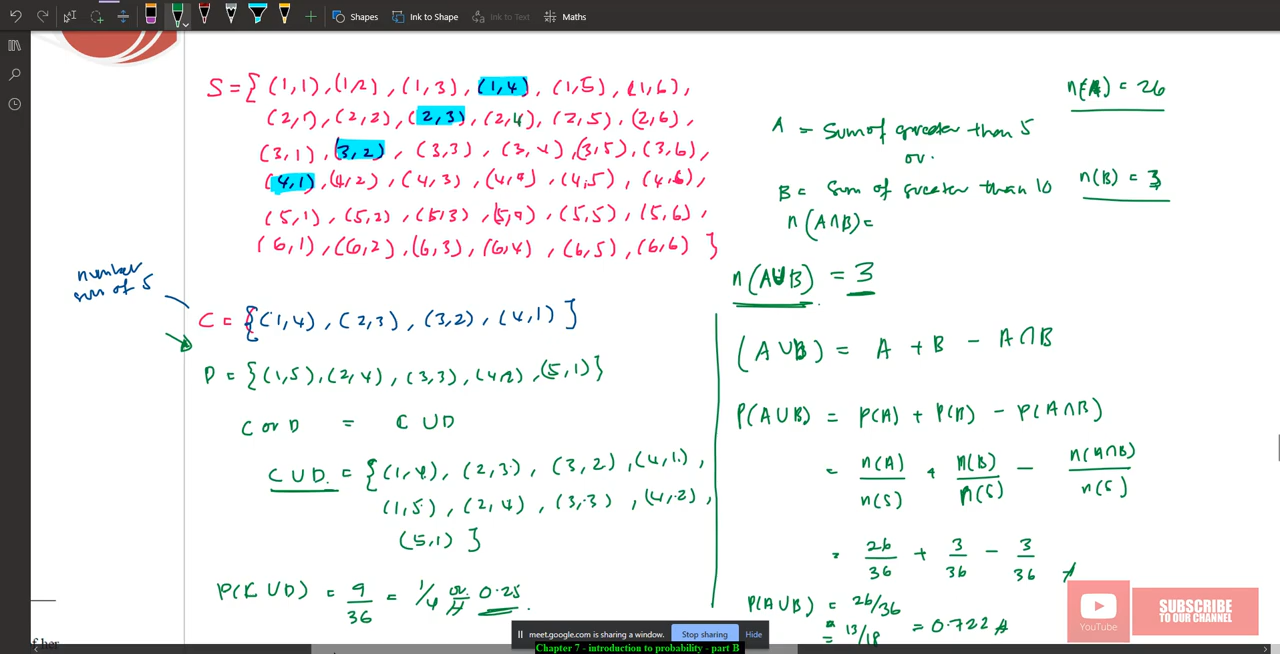 Shapes
Ink to Shape
Ink to Text
Maths
S = { (1,1) , (1,2) , (1,3) , (1,4) , (1,5) , (1,6) ,
(2,1) , (2,2) , (2,3) , (2,4) , (2,5) , (2,6) ,
(3,1) , (3,2) , (3,3) , (3,4) , (3,5) , (3,6) ,
(4,1) , (4,2) , (4,3) , (4,4) , (4,5) , (4,6) ,
(5,1) , (5,2) , (5,3) , (5,4) , (5,5) , (5,6) ,
(6,1) , (6,2) , (6,3) , (6,4) , (6,5) , (6,6) }
number
sum of 5
C = { (1,4) , (2,3) , (3,2) , (4,1) }
D = { (1,5) , (2,4) , (3,3) , (4,2) , (5,1) }
C or D = C U D
C U D = { (1,4) , (2,3) , (3,2) , (4,1) ,
(1,5) , (2,4) , (3,3) , (4,2) ,
(5,1) }
P(C U D) = 9/36 = 1/4 or 0.25
n(A) = 26
A = Sum of greater than 5
or
B = Sum of greater than 10
n(B) = 3
n(A∩B) =
n(A∪B) = 3
(A∪B) = A + B - A∩B
P(A∪B) = P(A) + P(B) - P(A∩B)
= n(A)/n(S) + n(B)/n(S) - n(A∩B)/n(S)
= 26/36 + 3/36 - 3/36
P(A∪B) = 26/36
= 13/18 = 0.722
YouTube
SUBSCRIBE
TO OUR CHANNEL
meet.google.com is sharing a window.
Stop sharing
Hide
Chapter 7 - introduction to probability - part B
of her